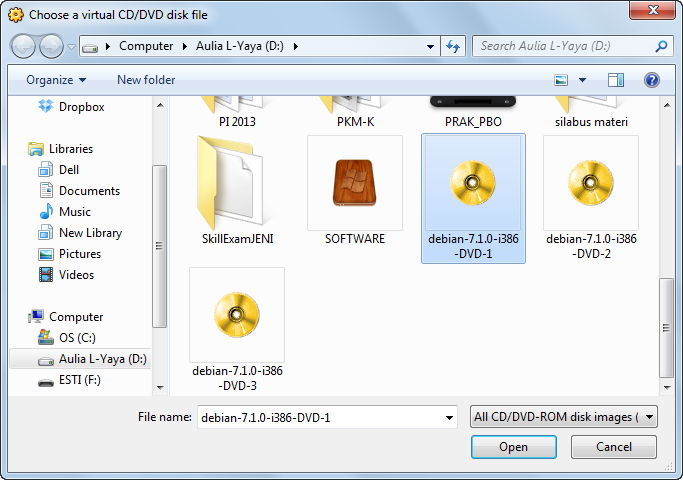 Choose a virtual CD/DVD disk file
Computer
Aulia L-Yaya (D:)
Search Aulia L-Yaya (D:)
Organize
New folder
Dropbox
Libraries
Dell
Documents
Music
New Library
Pictures
Videos
Computer
OS (C:)
Aulia L-Yaya (D:)
ESTI (F:)
PI 2013
PKM-K
PRAK_PBO
silabus materi
SkillExamJENI
SOFTWARE
debian-7.1.0-i386
-DVD-1
debian-7.1.0-i386
-DVD-2
debian-7.1.0-i386
-DVD-3
File name:
debian-7.1.0-i386-DVD-1
All CD/DVD-ROM disk images (
Open
Cancel